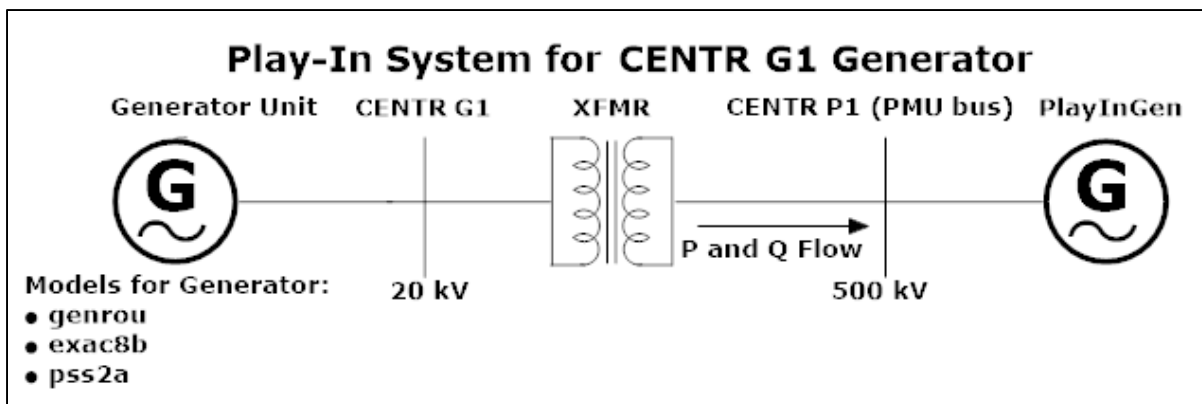 Play-In System for CENTR G1 Generator
Generator Unit CENTR G1 XFMR CENTR P1 (PMU bus) PlayInGen
G G
P and Q Flow
Models for Generator: 20 kV 500 kV
• genrou
• exac8b
• pss2a